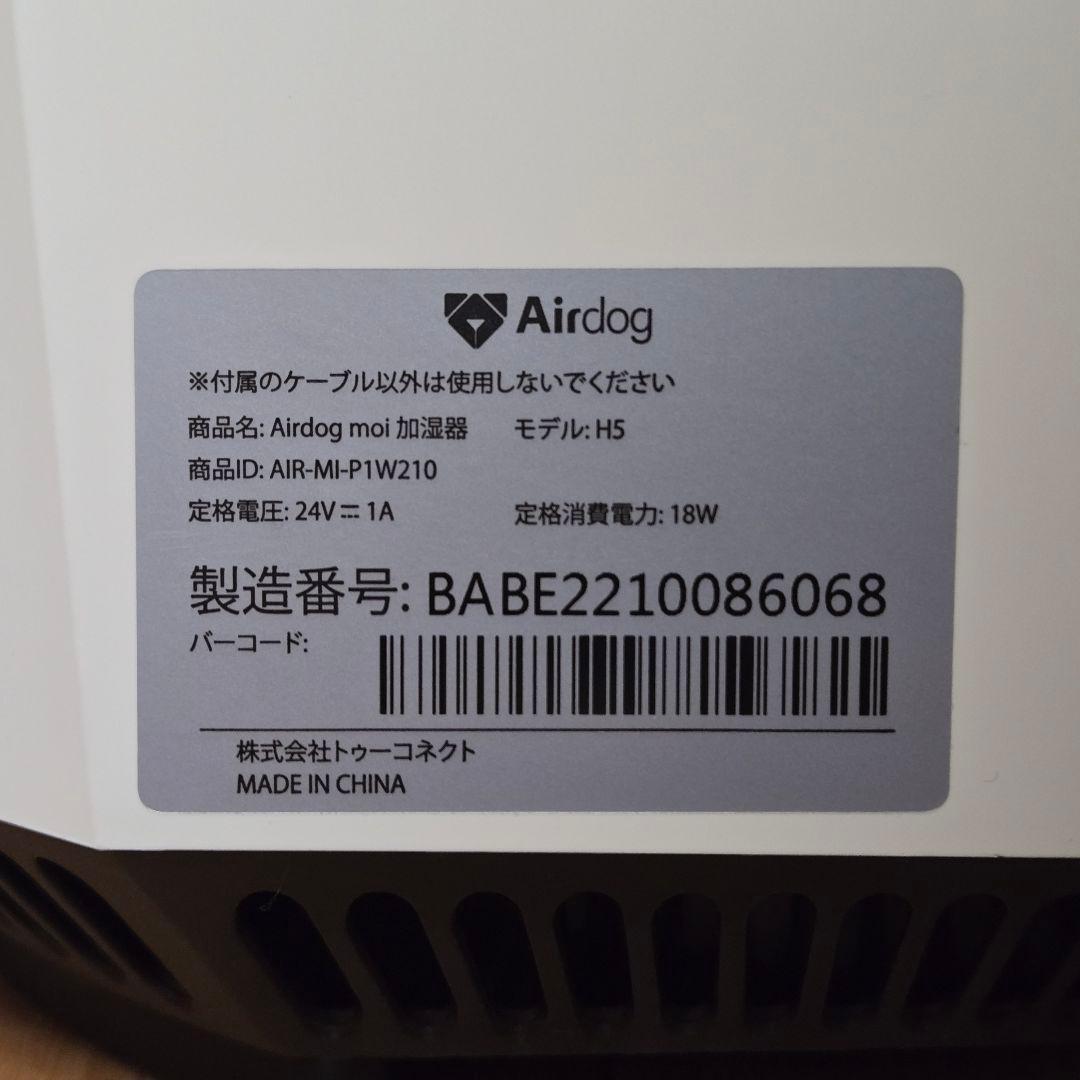 Airdog
※付属のケーブル以外は使用しないでください
商品名: Airdog moi 加湿器 モデル: H5
商品ID: AIR-MI-P1W210
定格電圧: 24V⎓1A 定格消費電力: 18W
製造番号: BABE2210086068
バーコード:
株式会社トゥーコネクト
MADE IN CHINA